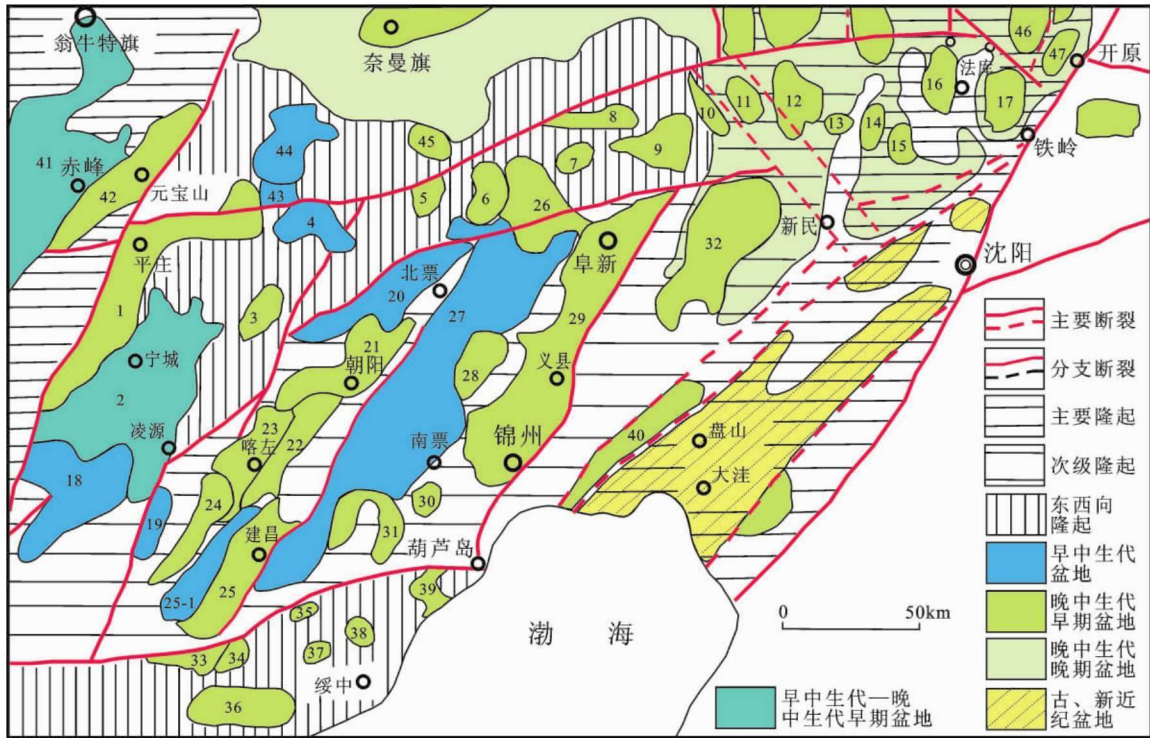 翁牛特旗
奈曼旗
46
47
开原
法库
16
17
44
45
8
10
11
12
13
14
15
铁岭
41
赤峰
42
元宝山
43
9
7
5
6
26
4
新民
32
沈阳
平庄
阜新
北票
20
27
1
3
29
主要断裂
21
朝阳
义县
宁城
28
分支断裂
2
23
22
主要隆起
凌源
喀左
南票
锦州
40
盘山
次级隆起
18
大洼
24
30
19
31
东西向
隆起
建昌
葫芦岛
早中生代
盆地
25-1
25
39
0
50km
晚中生代
早期盆地
35
38
渤海
33
34
37
晚中生代
晚期盆地
绥中
36
早中生代—晚
中生代早期盆地
古、新近
纪盆地